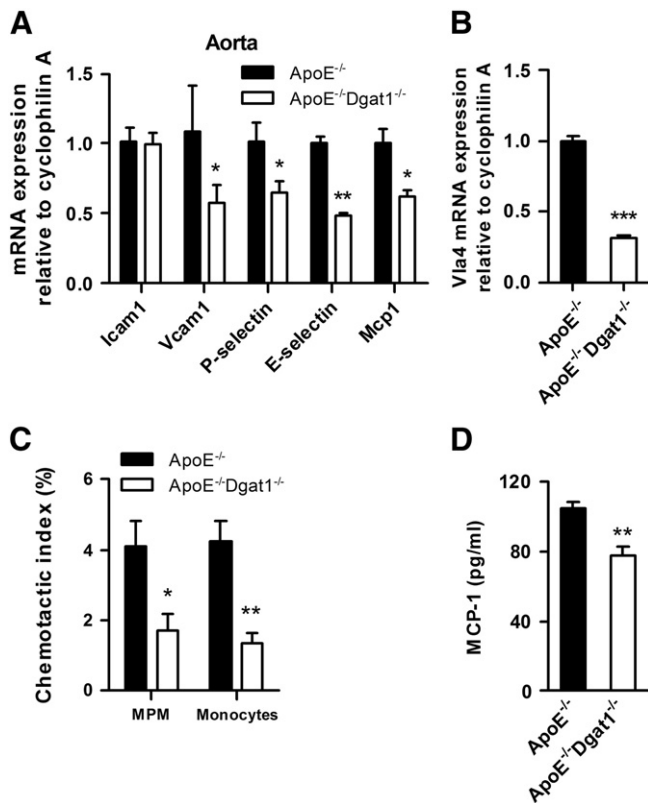 A
Aorta
mRNA expression
relative to cyclophilin A
ApoE-/-
ApoE-/-Dgat1-/-
1.5
1.0
0.5
0.0
*
*
**
*
Icam1
Vcam1
P-selectin
E-selectin
Mcp1
B
Vla4 mRNA expression
relative to cyclophilin A
1.5
1.0
0.5
0.0
***
ApoE-/-
ApoE-/-Dgat1-/-
C
ApoE-/-
ApoE-/-Dgat1-/-
Chemotactic index (%)
6
4
2
0
*
**
MPM
Monocytes
D
MCP-1 (pg/ml)
120
80
40
0
**
ApoE-/-
ApoE-/-Dgat1-/-